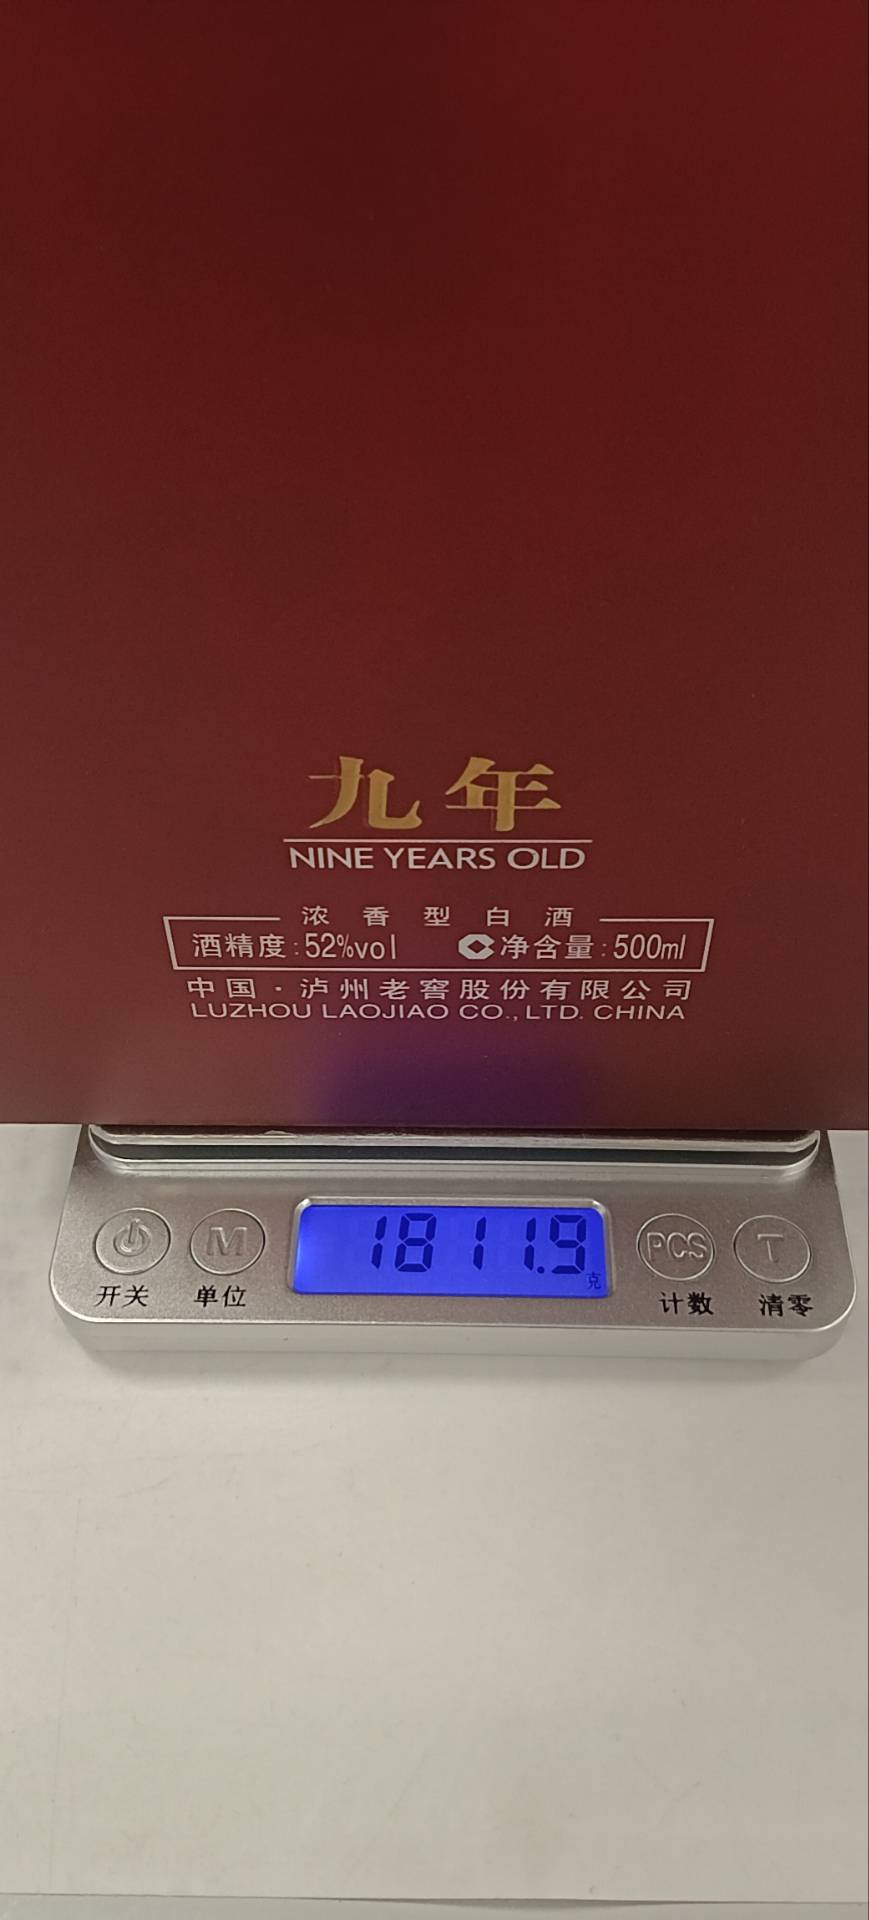 九年
NINE YEARS OLD
浓香型白酒
酒精度:52%vol 净含量:500ml
中国·泸州老窖股份有限公司
LUZHOU LAOJIAO CO.,LTD. CHINA
1811.9
克
M PCS T
开关 单位 计数 清零